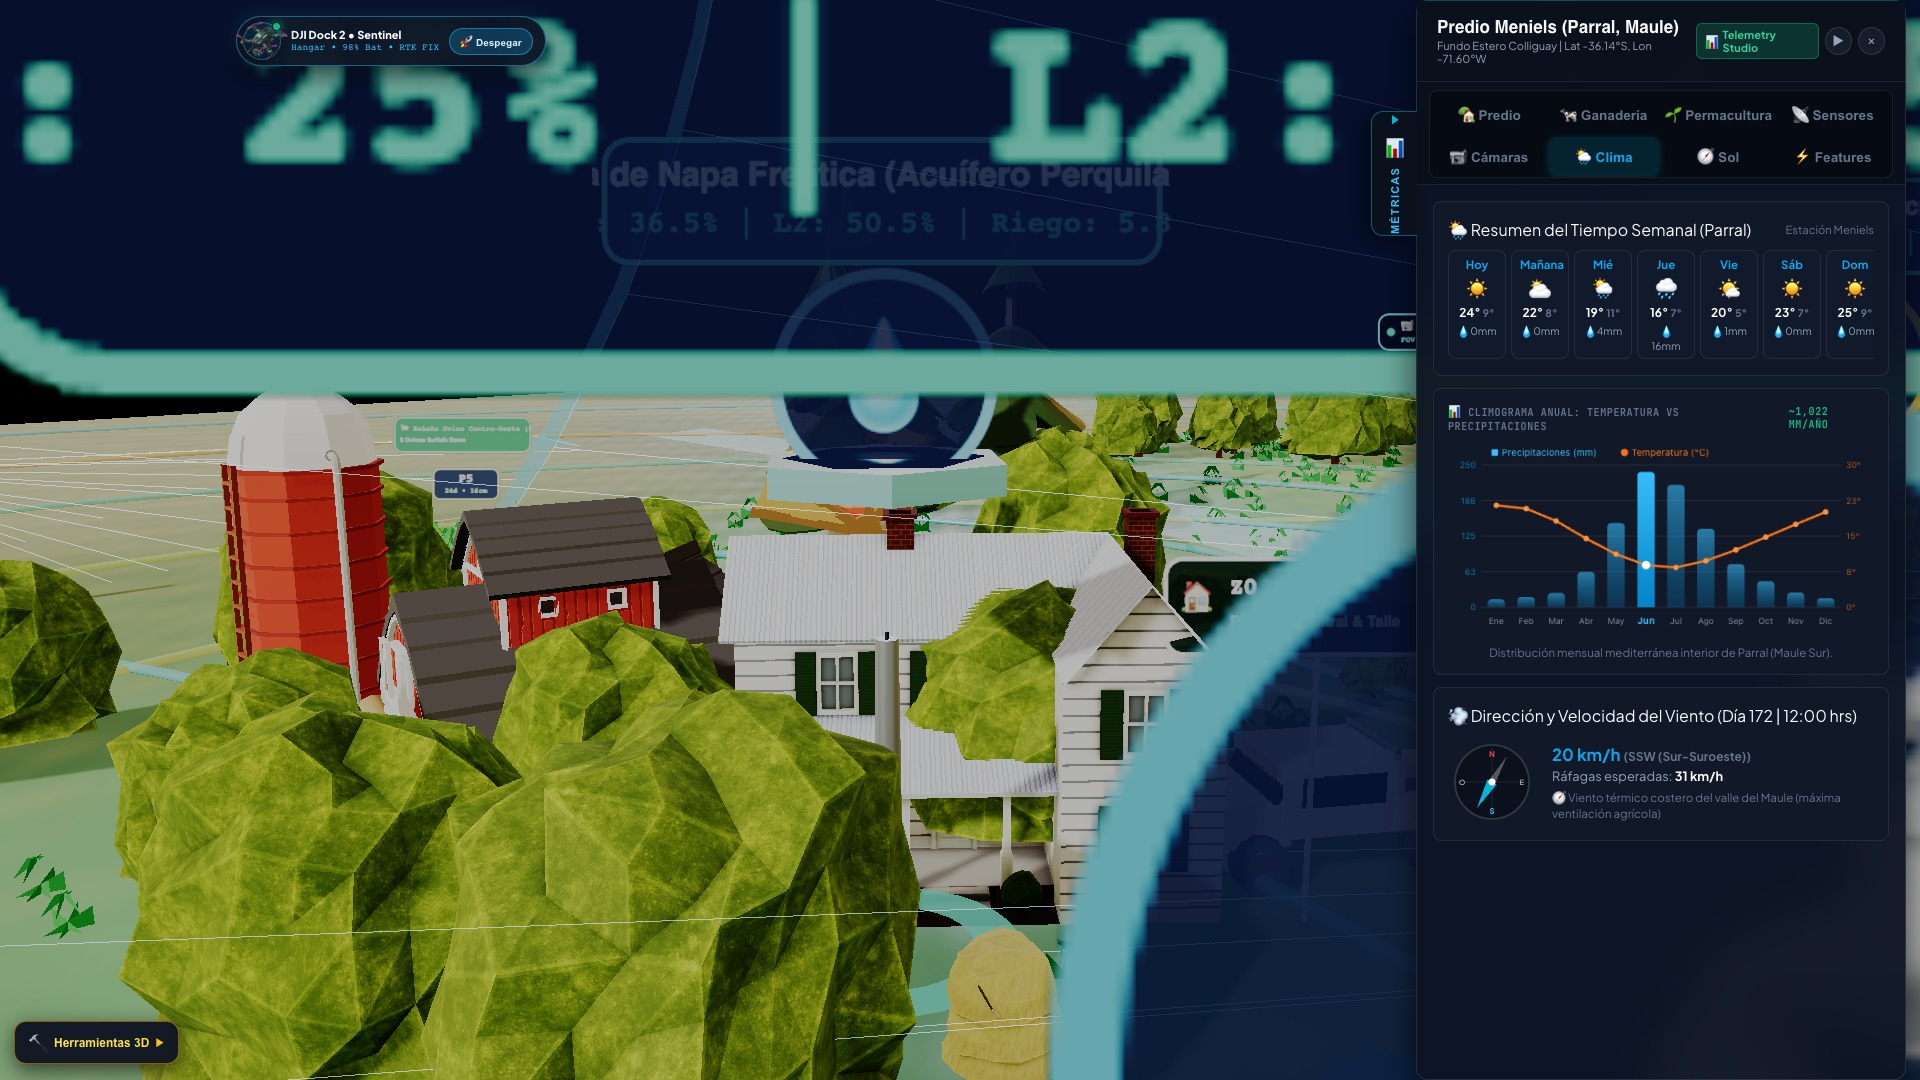 DJI Dock 2 • Sentinel
Hangar • 98% Bat • RTK FIX
🚀 Despegar
: 25% | L2:
de Napa Freática (Acuífero Perquila
: 36.5% | L2: 50.5% | Riego: 5.8
P5
MÉTRICAS
FOV
ZO
Herramientas 3D ▶
Predio Meniels (Parral, Maule)
Fundo Estero Colliguay | Lat -36.14°S, Lon
-71.60°W
Telemetry
Studio
▶
×
Predio
Ganadería
Permacultura
Sensores
Cámaras
Clima
Sol
Features
Resumen del Tiempo Semanal (Parral)
Estación Meniels
Hoy Mañana Mié Jue Vie Sáb Dom
24° 9° 22° 8° 19° 11° 16° 7° 20° 5° 23° 7° 25° 9°
0mm 0mm 4mm 16mm 1mm 0mm 0mm
CLIMOGRAMA ANUAL: TEMPERATURA VS
PRECIPITACIONES
~1,022
MM/AÑO
Precipitaciones (mm) Temperatura (°C)
250 30°
188 23°
125 15°
63 8°
0 0°
Ene Feb Mar Abr May Jun Jul Ago Sep Oct Nov Dic
Distribución mensual mediterránea interior de Parral (Maule Sur).
Dirección y Velocidad del Viento (Día 172 | 12:00 hrs)
N
O E
S
20 km/h (SSW (Sur-Suroeste))
Ráfagas esperadas: 31 km/h
Viento térmico costero del valle del Maule (máxima
ventilación agrícola)